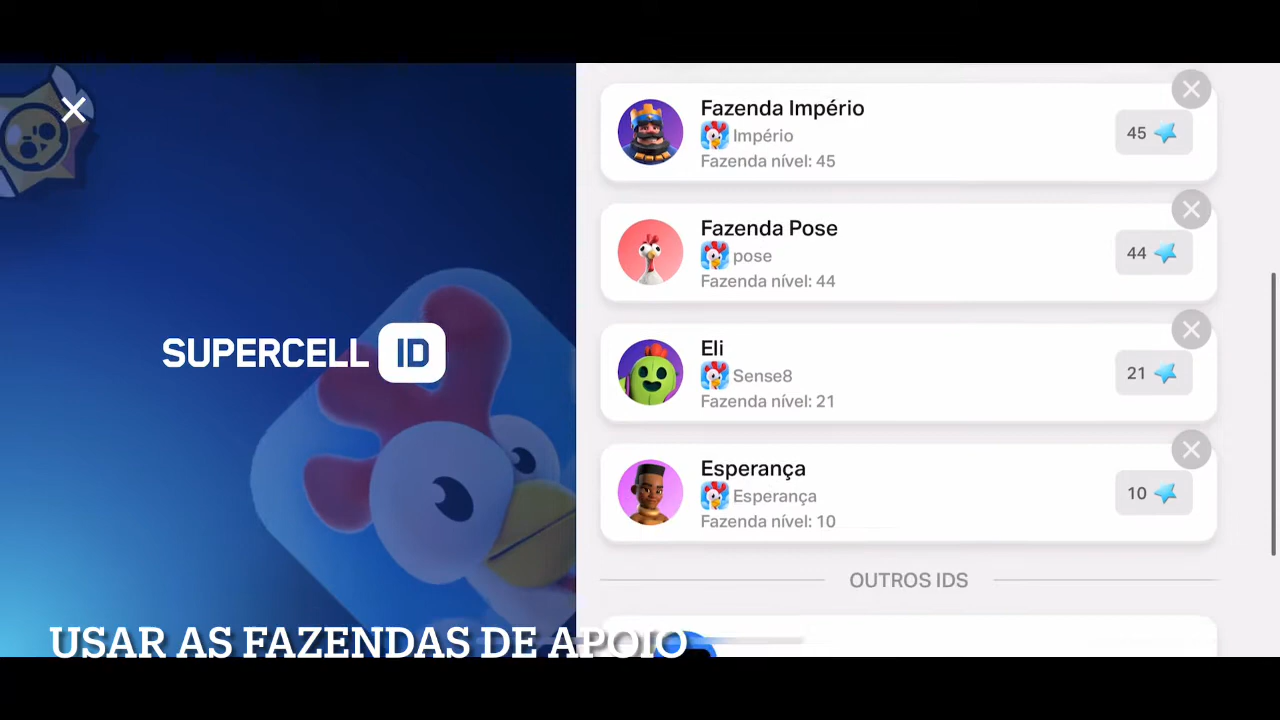 SUPERCELL ID
Fazenda Império
Império
Fazenda nível: 45
45
Fazenda Pose
pose
Fazenda nível: 44
44
Eli
Sense8
Fazenda nível: 21
21
Esperança
Esperança
Fazenda nível: 10
10
OUTROS IDS
USAR AS FAZENDAS DE APOIO